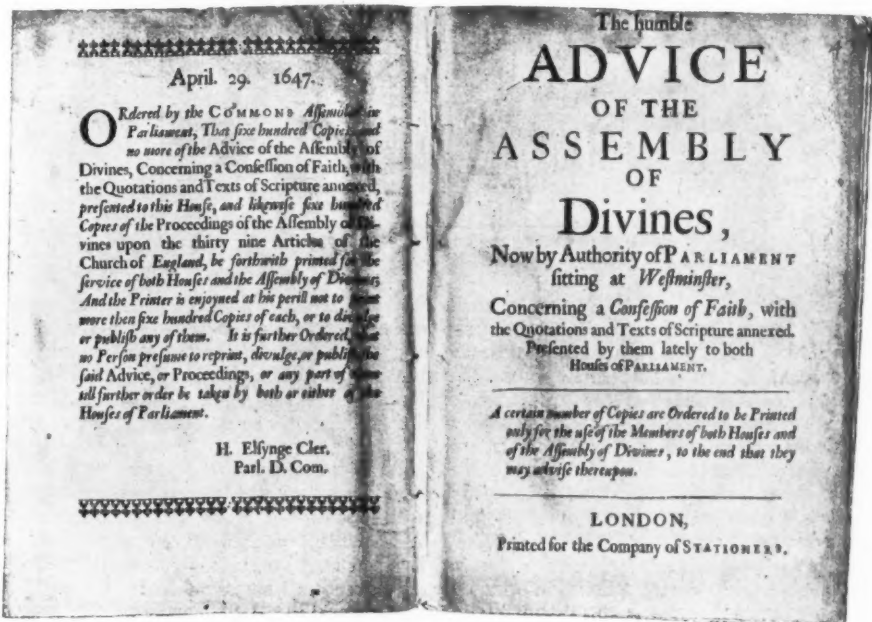 April. 29. 1647.
ORdered by the COMMONS Assembled in
Parliament, That sixe hundred Copies, and
no more of the Advice of the Assembly of
Divines, Concerning a Confession of Faith, with
the Quotations and Texts of Scripture annexed,
presented to this House, and likewise sixe hundred
Copies of the Proceedings of the Assembly of Di-
vines upon the thirty nine Articles of the
Church of England, be forthwith printed for the
service of both Houses and the Assembly of Divines;
And the Printer is enjoyned at his perill not to print
more then sixe hundred Copies of each, or to divulge
or publish any of them. It is further Ordered, that
no Person presume to reprint, divulge, or publish the
said Advice, or Proceedings, or any part of
till further order be taken by both or either of the
Houses of Parliament.
H. Elsynge Cler.
Parl. D. Com.
The humble
ADVICE
OF THE
ASSEMBLY
OF
Divines,
Now by Authority of PARLIAMENT
sitting at Westminster,
Concerning a Confession of Faith, with
the Quotations and Texts of Scripture annexed.
Presented by them lately to both
Houses of PARLIAMENT.
A certain number of Copies are Ordered to be Printed
only for the use of the Members of both Houses and
of the Assembly of Divines, to the end that they
may advise thereupon.
LONDON,
Printed for the Company of STATIONERS.